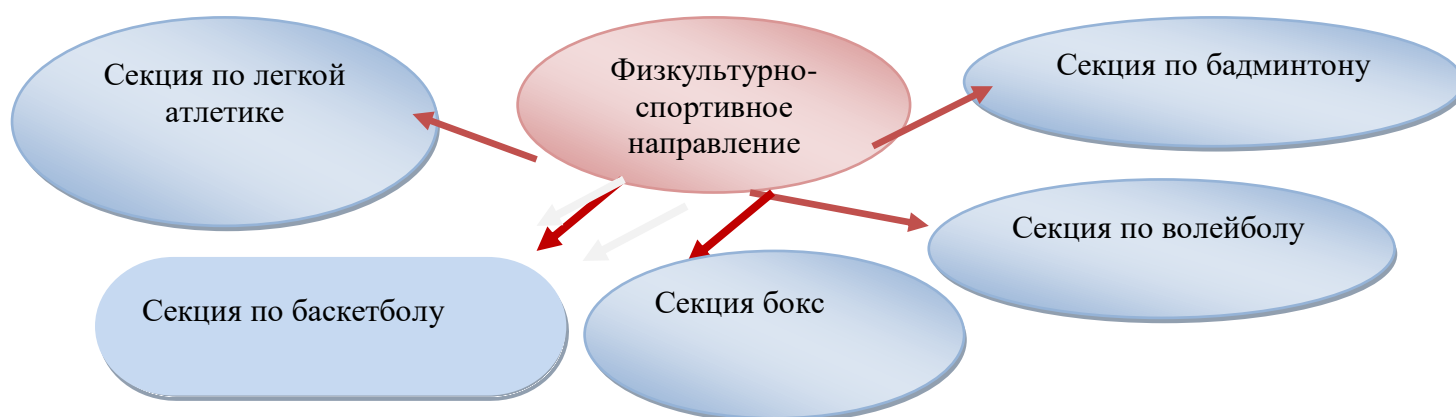 Секция по легкой
атлетике
Физкультурно-
спортивное
направление
Секция по бадминтону
Секция по волейболу
Секция по баскетболу
Секция бокс